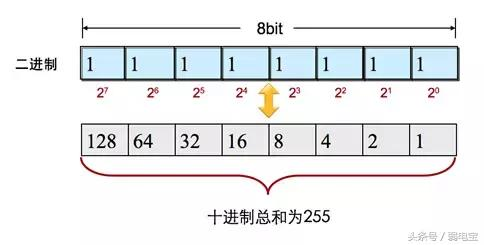 8bit
二进制 1 1 1 1 1 1 1 1
2⁷ 2⁶ 2⁵ 2⁴ 2³ 2² 2¹ 2⁰
128 64 32 16 8 4 2 1
十进制总和为255
头条号 / 弱电宝